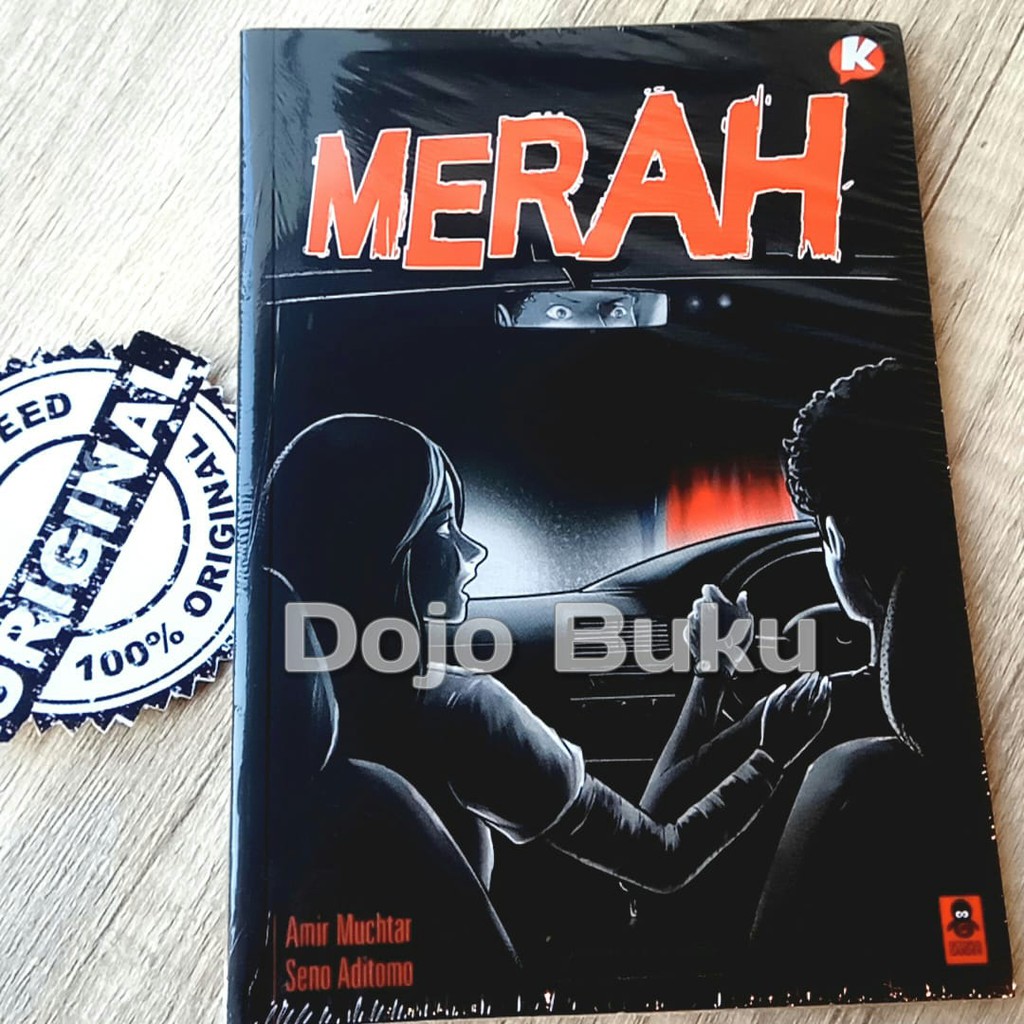 K
MERAH
EED
ORIGINAL
ORIGINAL
100%
Dojo Buku
Amir Muchtar
Seno Aditomo